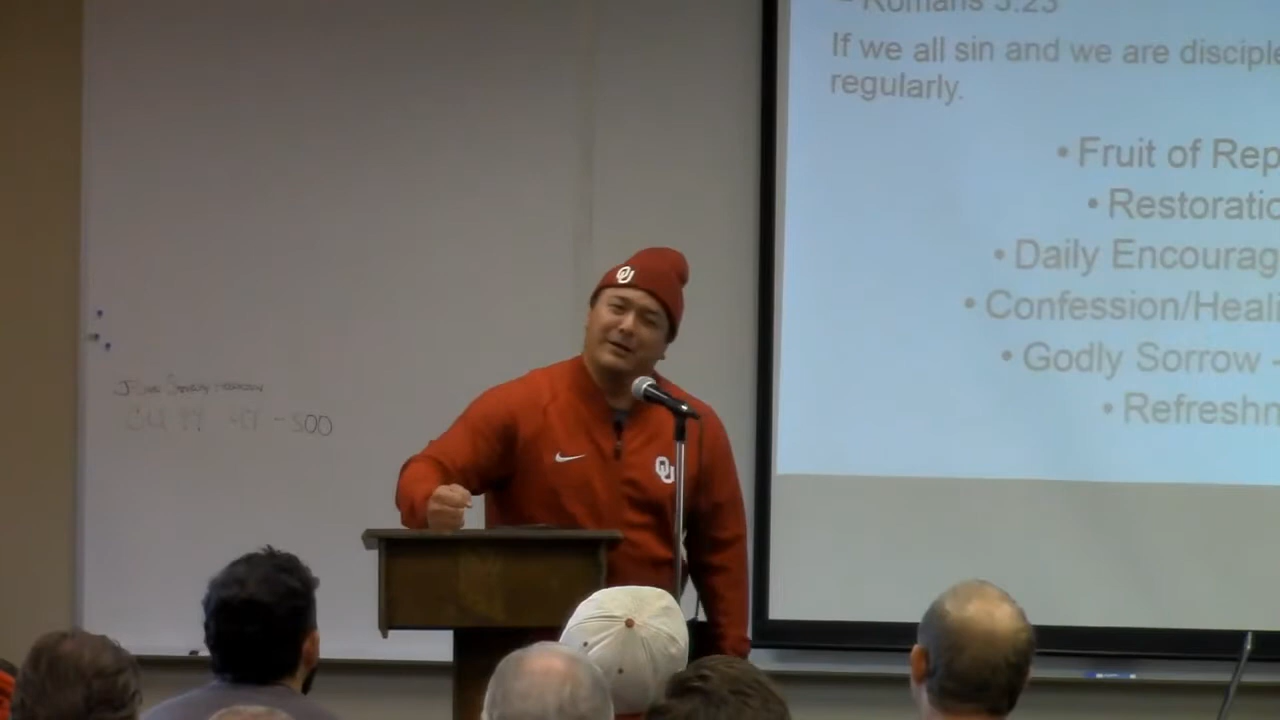 - Romans 3:23
If we all sin and we are disciple
regularly.
• Fruit of Rep
• Restoratio
• Daily Encourag
• Confession/Heali
• Godly Sorrow -
• Refreshn
OU
OU
- 500